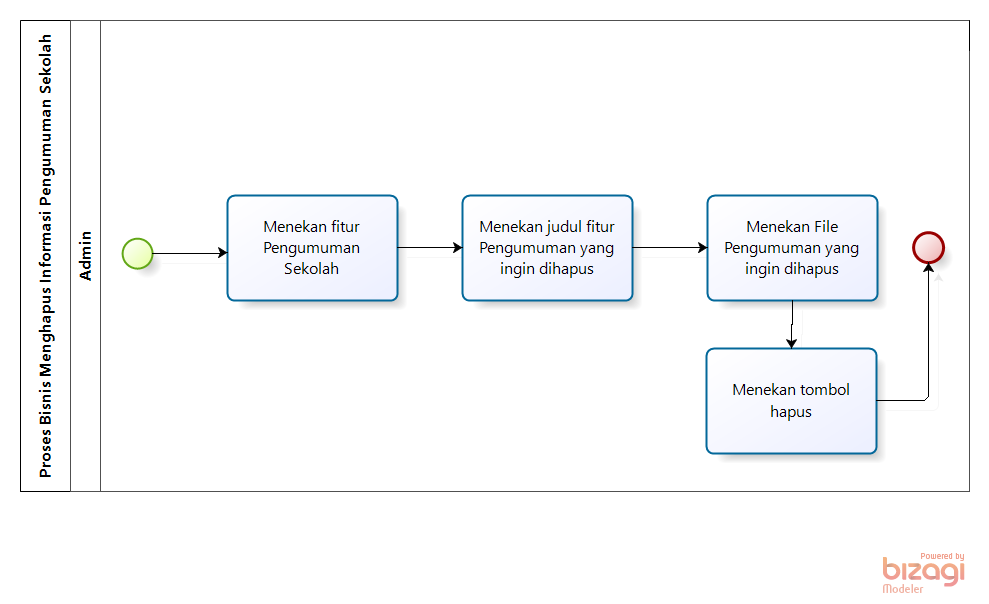 Proses Bisnis Menghapus Informasi Pengumuman Sekolah
Admin
Menekan fitur
Pengumuman
Sekolah
Menekan judul fitur
Pengumuman yang
ingin dihapus
Menekan File
Pengumuman yang
ingin dihapus
Menekan tombol
hapus
Powered by
bizagi
Modeler